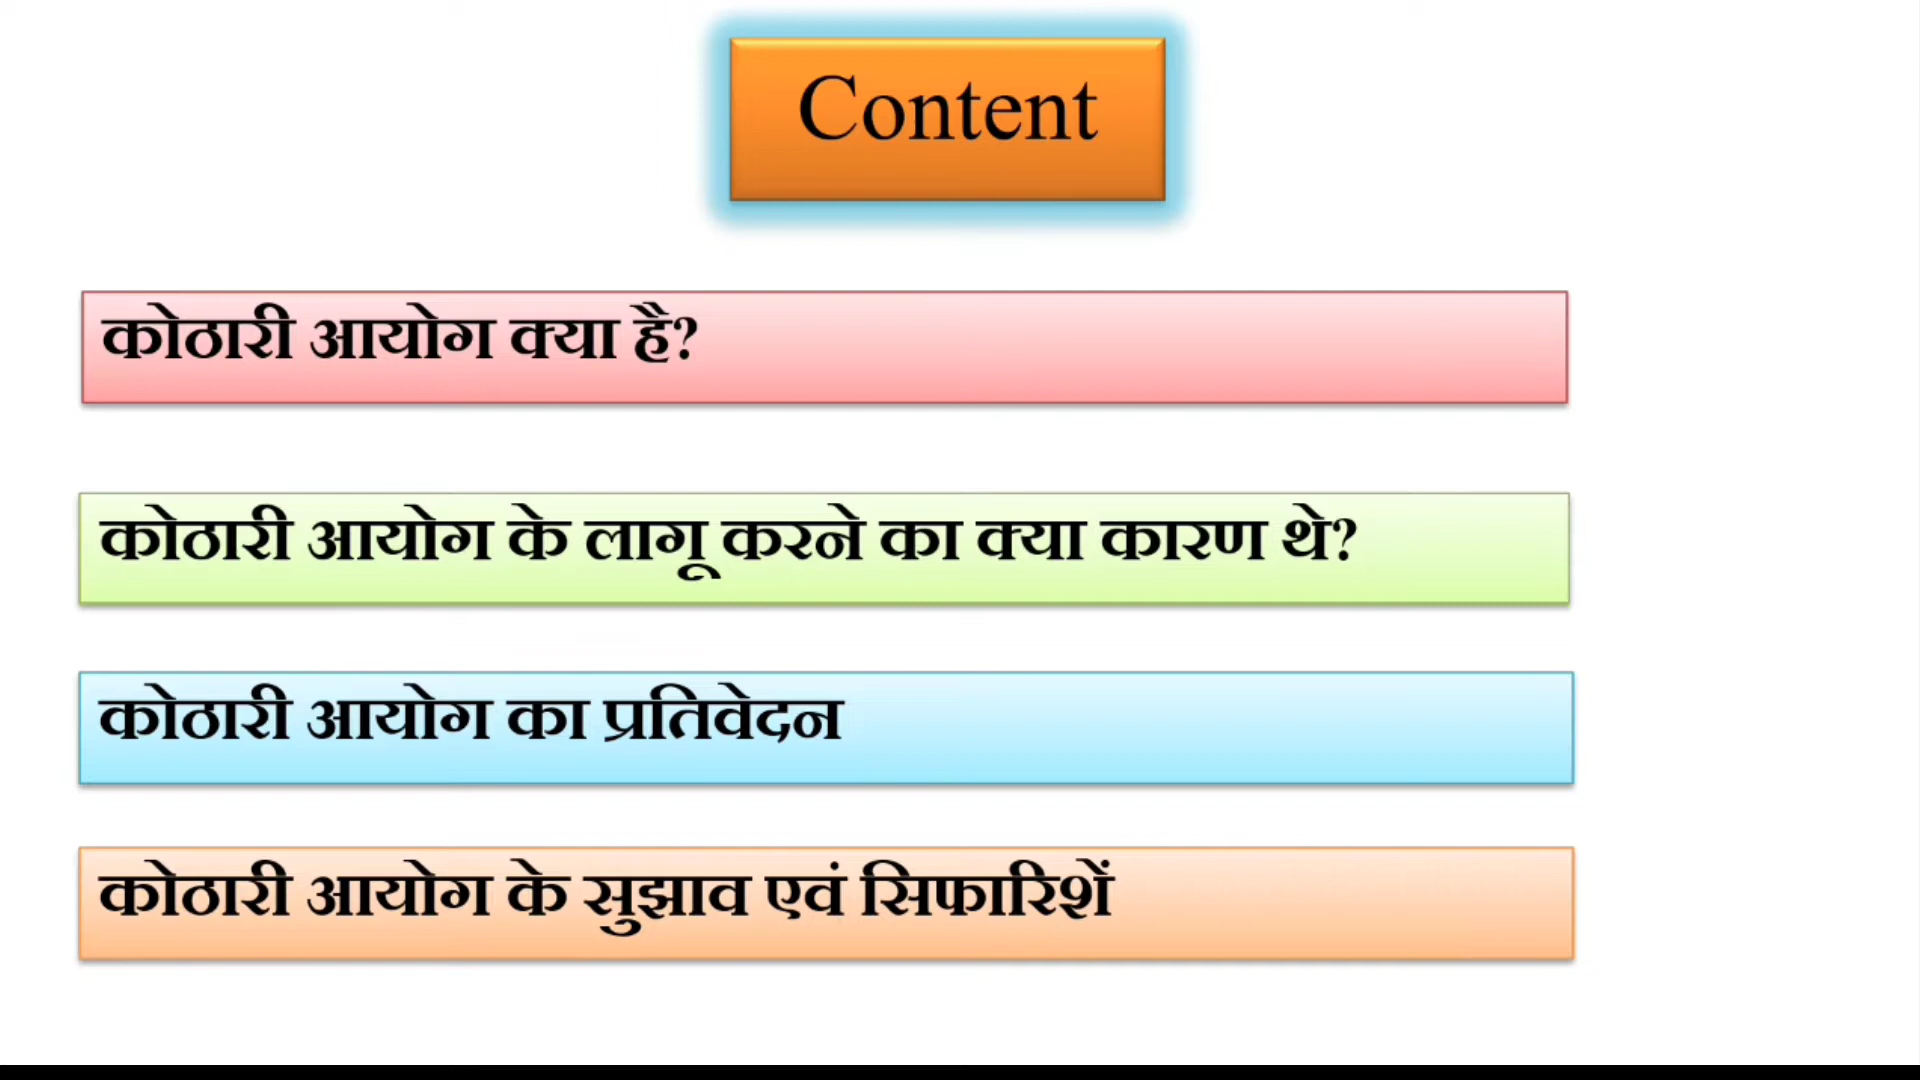 Content
कोठारी आयोग क्या है?
कोठारी आयोग के लागू करने का क्या कारण थे?
कोठारी आयोग का प्रतिवेदन
कोठारी आयोग के सुझाव एवं सिफारिशें